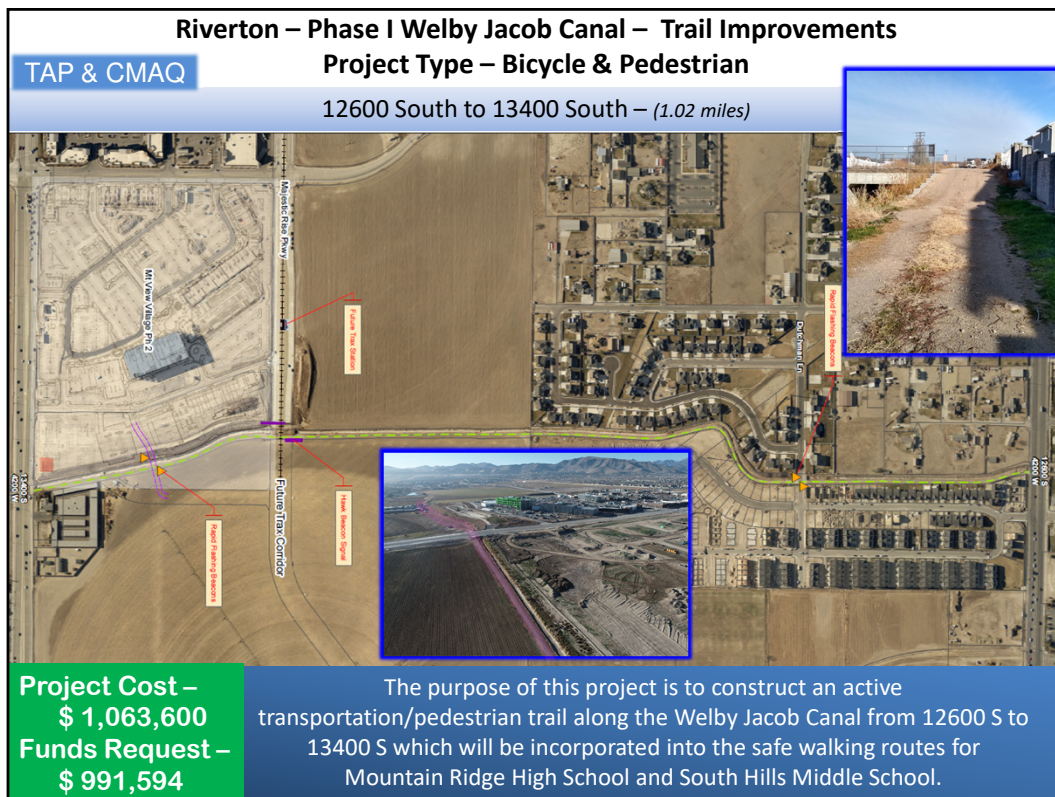 Riverton – Phase I Welby Jacob Canal – Trail Improvements
Project Type – Bicycle & Pedestrian
TAP & CMAQ
12600 South to 13400 South – (1.02 miles)
Majestic Rise Pkwy
Mt View Village Ph 2
Future Trax Station
Dutchman Ln
Rapid Flashing Beacons
12600 S
4200 W
13400 S
4200 W
Rapid Flashing Beacons
Future Trax Corridor
Hawk Beacon Signal
Project Cost –
$ 1,063,600
Funds Request –
$ 991,594
The purpose of this project is to construct an active
transportation/pedestrian trail along the Welby Jacob Canal from 12600 S to
13400 S which will be incorporated into the safe walking routes for
Mountain Ridge High School and South Hills Middle School.